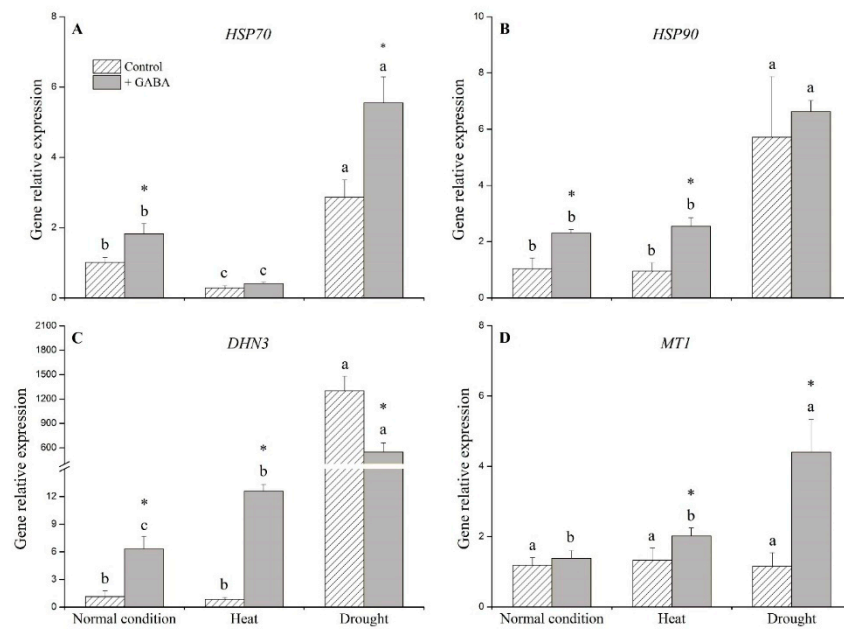 A
HSP70
Control
+ GABA
Gene relative expression
8
6
4
2
0
b
*
b
c
c
a
*
a
B
HSP90
Gene relative expression
10
8
6
4
2
0
b
*
b
b
*
b
a
a
C
DHN3
Gene relative expression
2100
1800
1500
1200
900
600
12
9
6
3
0
b
*
c
b
*
b
a
*
a
Normal condition
Heat
Drought
D
MT1
Gene relative expression
8
6
4
2
0
a
b
a
*
b
a
*
a
Normal condition
Heat
Drought